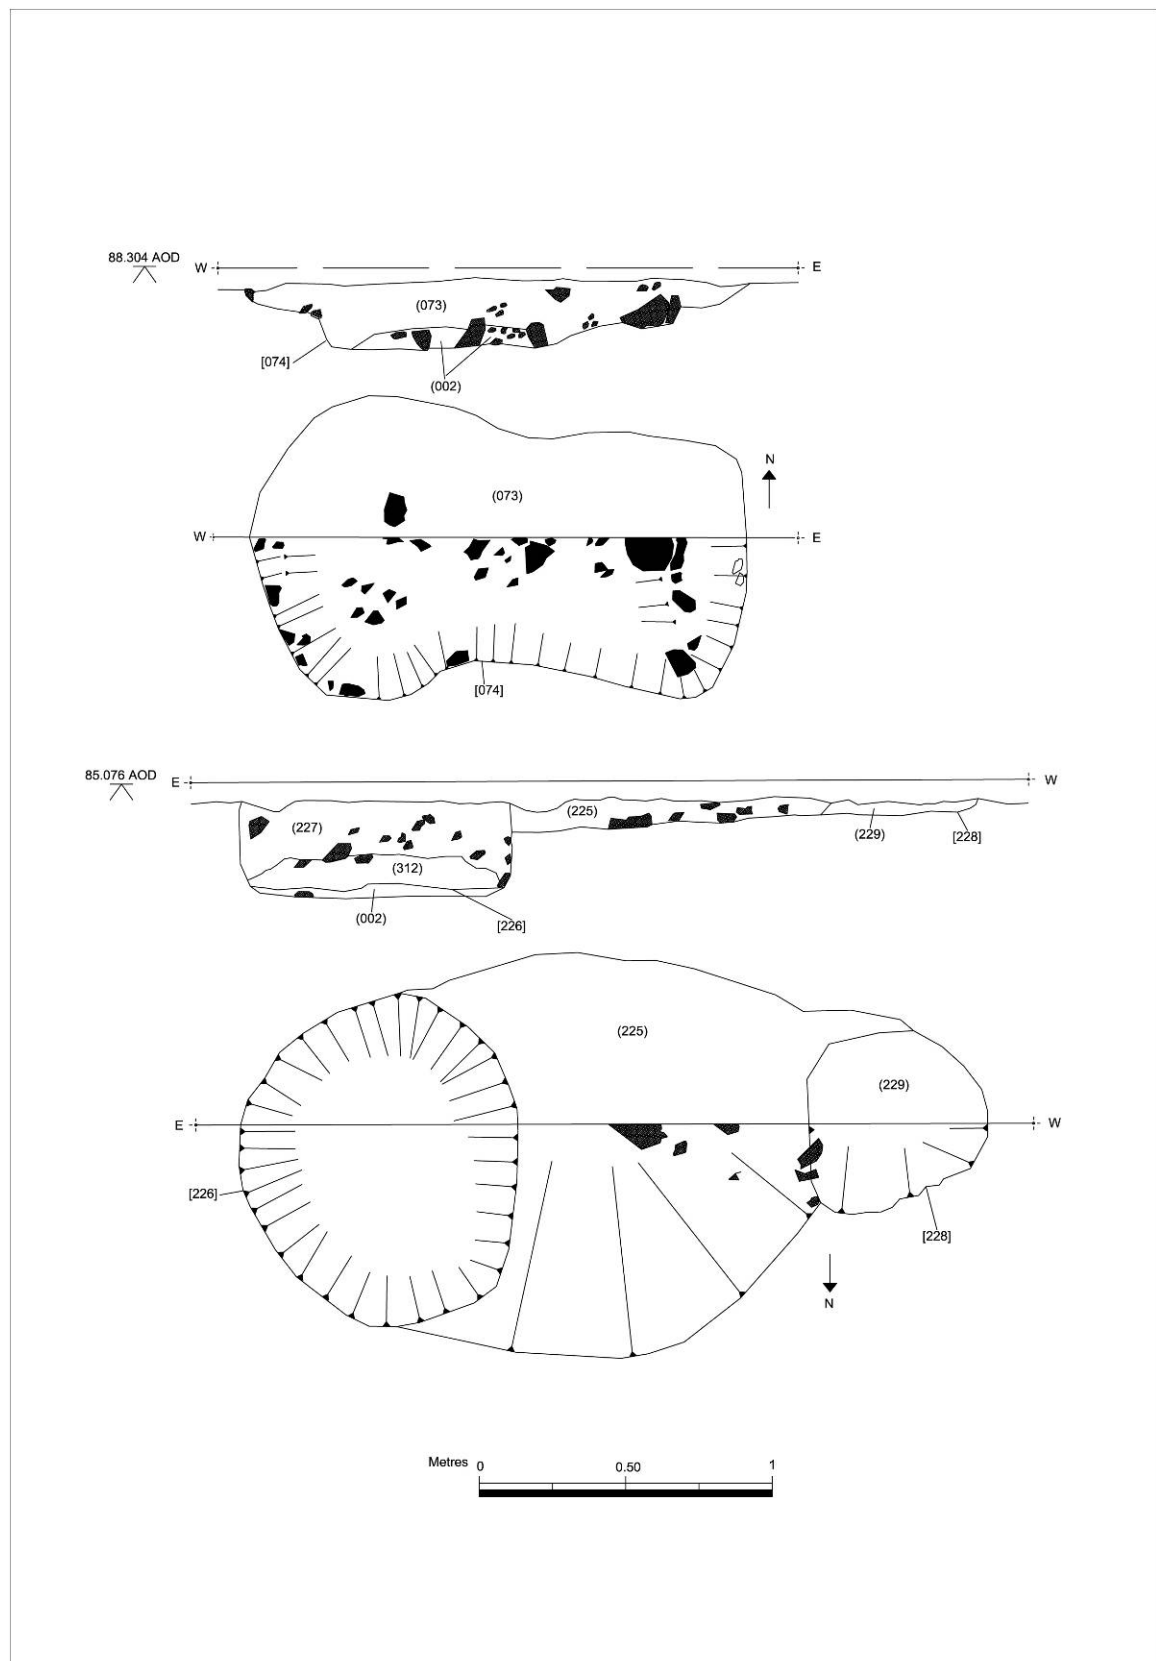 88.304 AOD
W E
(073)
[074]
(002)
N
(073)
W E
[074]
85.076 AOD
E W
(225)
(227)
(229) [228]
(312)
(002)
[226]
(225)
(229)
E W
[226]
[228]
N
Metres 0 0.50 1